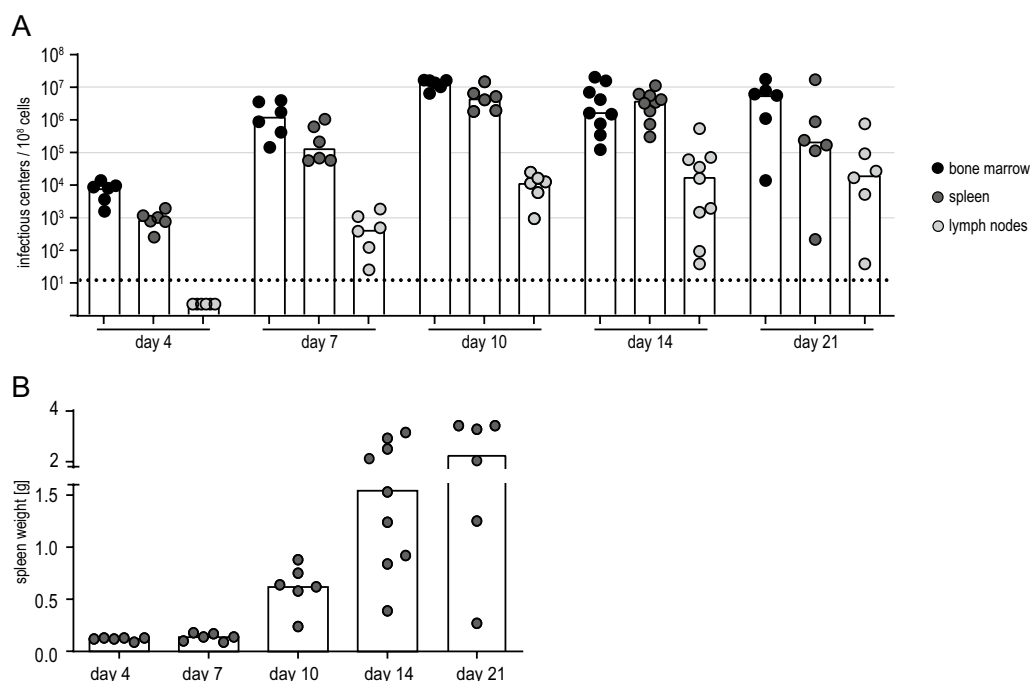 A
infectious centers / 10⁸ cells
10⁸
10⁷
10⁶
10⁵
10⁴
10³
10²
10¹
day 4 day 7 day 10 day 14 day 21
bone marrow
spleen
lymph nodes
B
spleen weight [g]
4
2
1.5
1.0
0.5
0.0
day 4 day 7 day 10 day 14 day 21